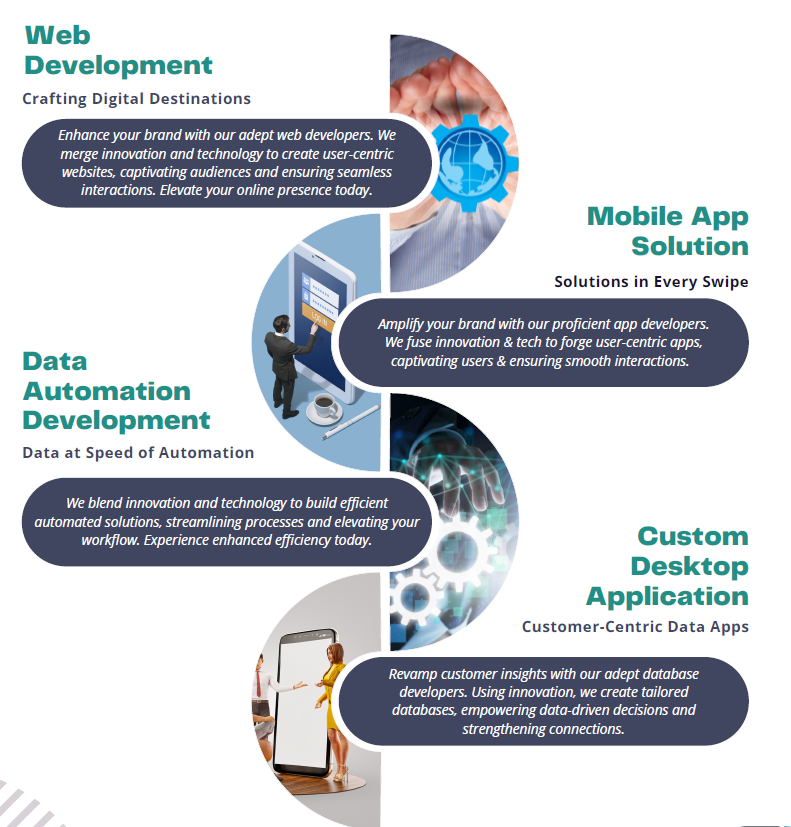 Web
Development
Crafting Digital Destinations
Enhance your brand with our adept web developers. We
merge innovation and technology to create user-centric
websites, captivating audiences and ensuring seamless
interactions. Elevate your online presence today.
Mobile App
Solution
Solutions in Every Swipe
Amplify your brand with our proficient app developers.
We fuse innovation & tech to forge user-centric apps,
captivating users & ensuring smooth interactions.
LOG IN
Data
Automation
Development
Data at Speed of Automation
We blend innovation and technology to build efficient
automated solutions, streamlining processes and elevating your
workflow. Experience enhanced efficiency today.
Custom
Desktop
Application
Customer-Centric Data Apps
Revamp customer insights with our adept database
developers. Using innovation, we create tailored
databases, empowering data-driven decisions and
strengthening connections.